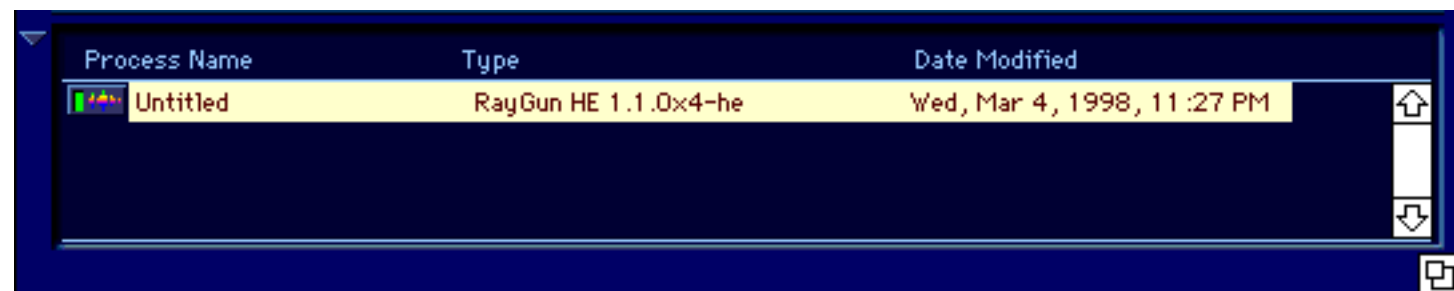 Process Name Type Date Modified
Untitled RayGun HE 1.1.0x4-he Wed, Mar 4, 1998, 11:27 PM